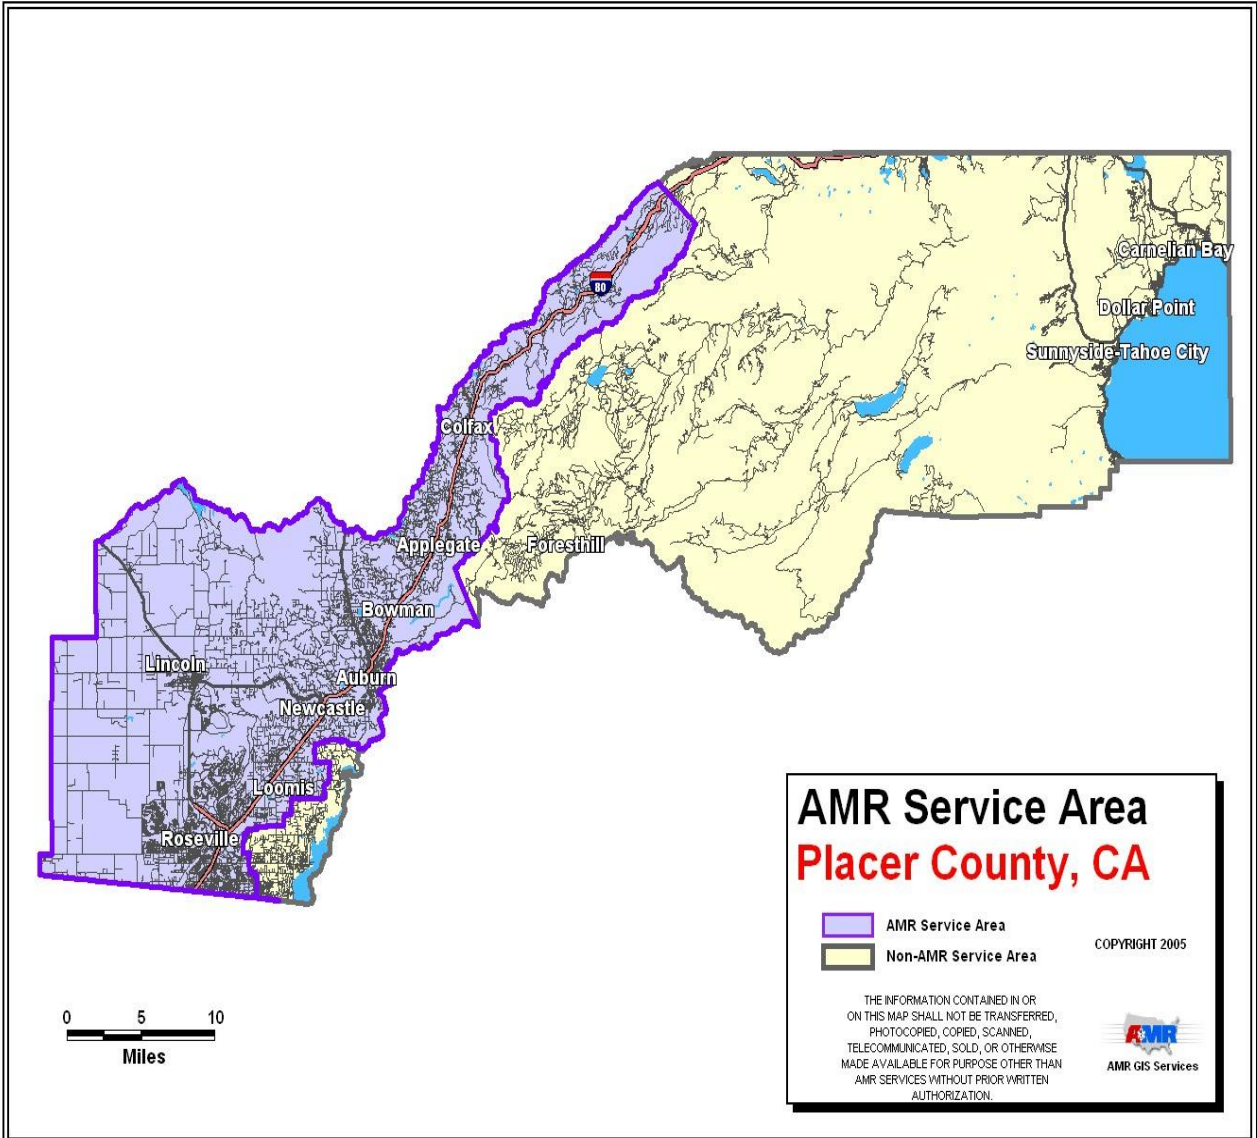 80
Carnelian Bay
Dollar Point
Sunnyside-Tahoe City
Colfax
Applegate
Foresthill
Bowman
Lincoln
Auburn
Newcastle
Loomis
Roseville
AMR Service Area
Placer County, CA
AMR Service Area
Non-AMR Service Area
COPYRIGHT 2005
THE INFORMATION CONTAINED IN OR
ON THIS MAP SHALL NOT BE TRANSFERRED,
PHOTOCOPIED, COPIED, SCANNED,
TELECOMMUNICATED, SOLD, OR OTHERWISE
MADE AVAILABLE FOR PURPOSE OTHER THAN
AMR SERVICES WITHOUT PRIOR WRITTEN
AUTHORIZATION.
AMR
AMR GIS Services
0 5 10
Miles